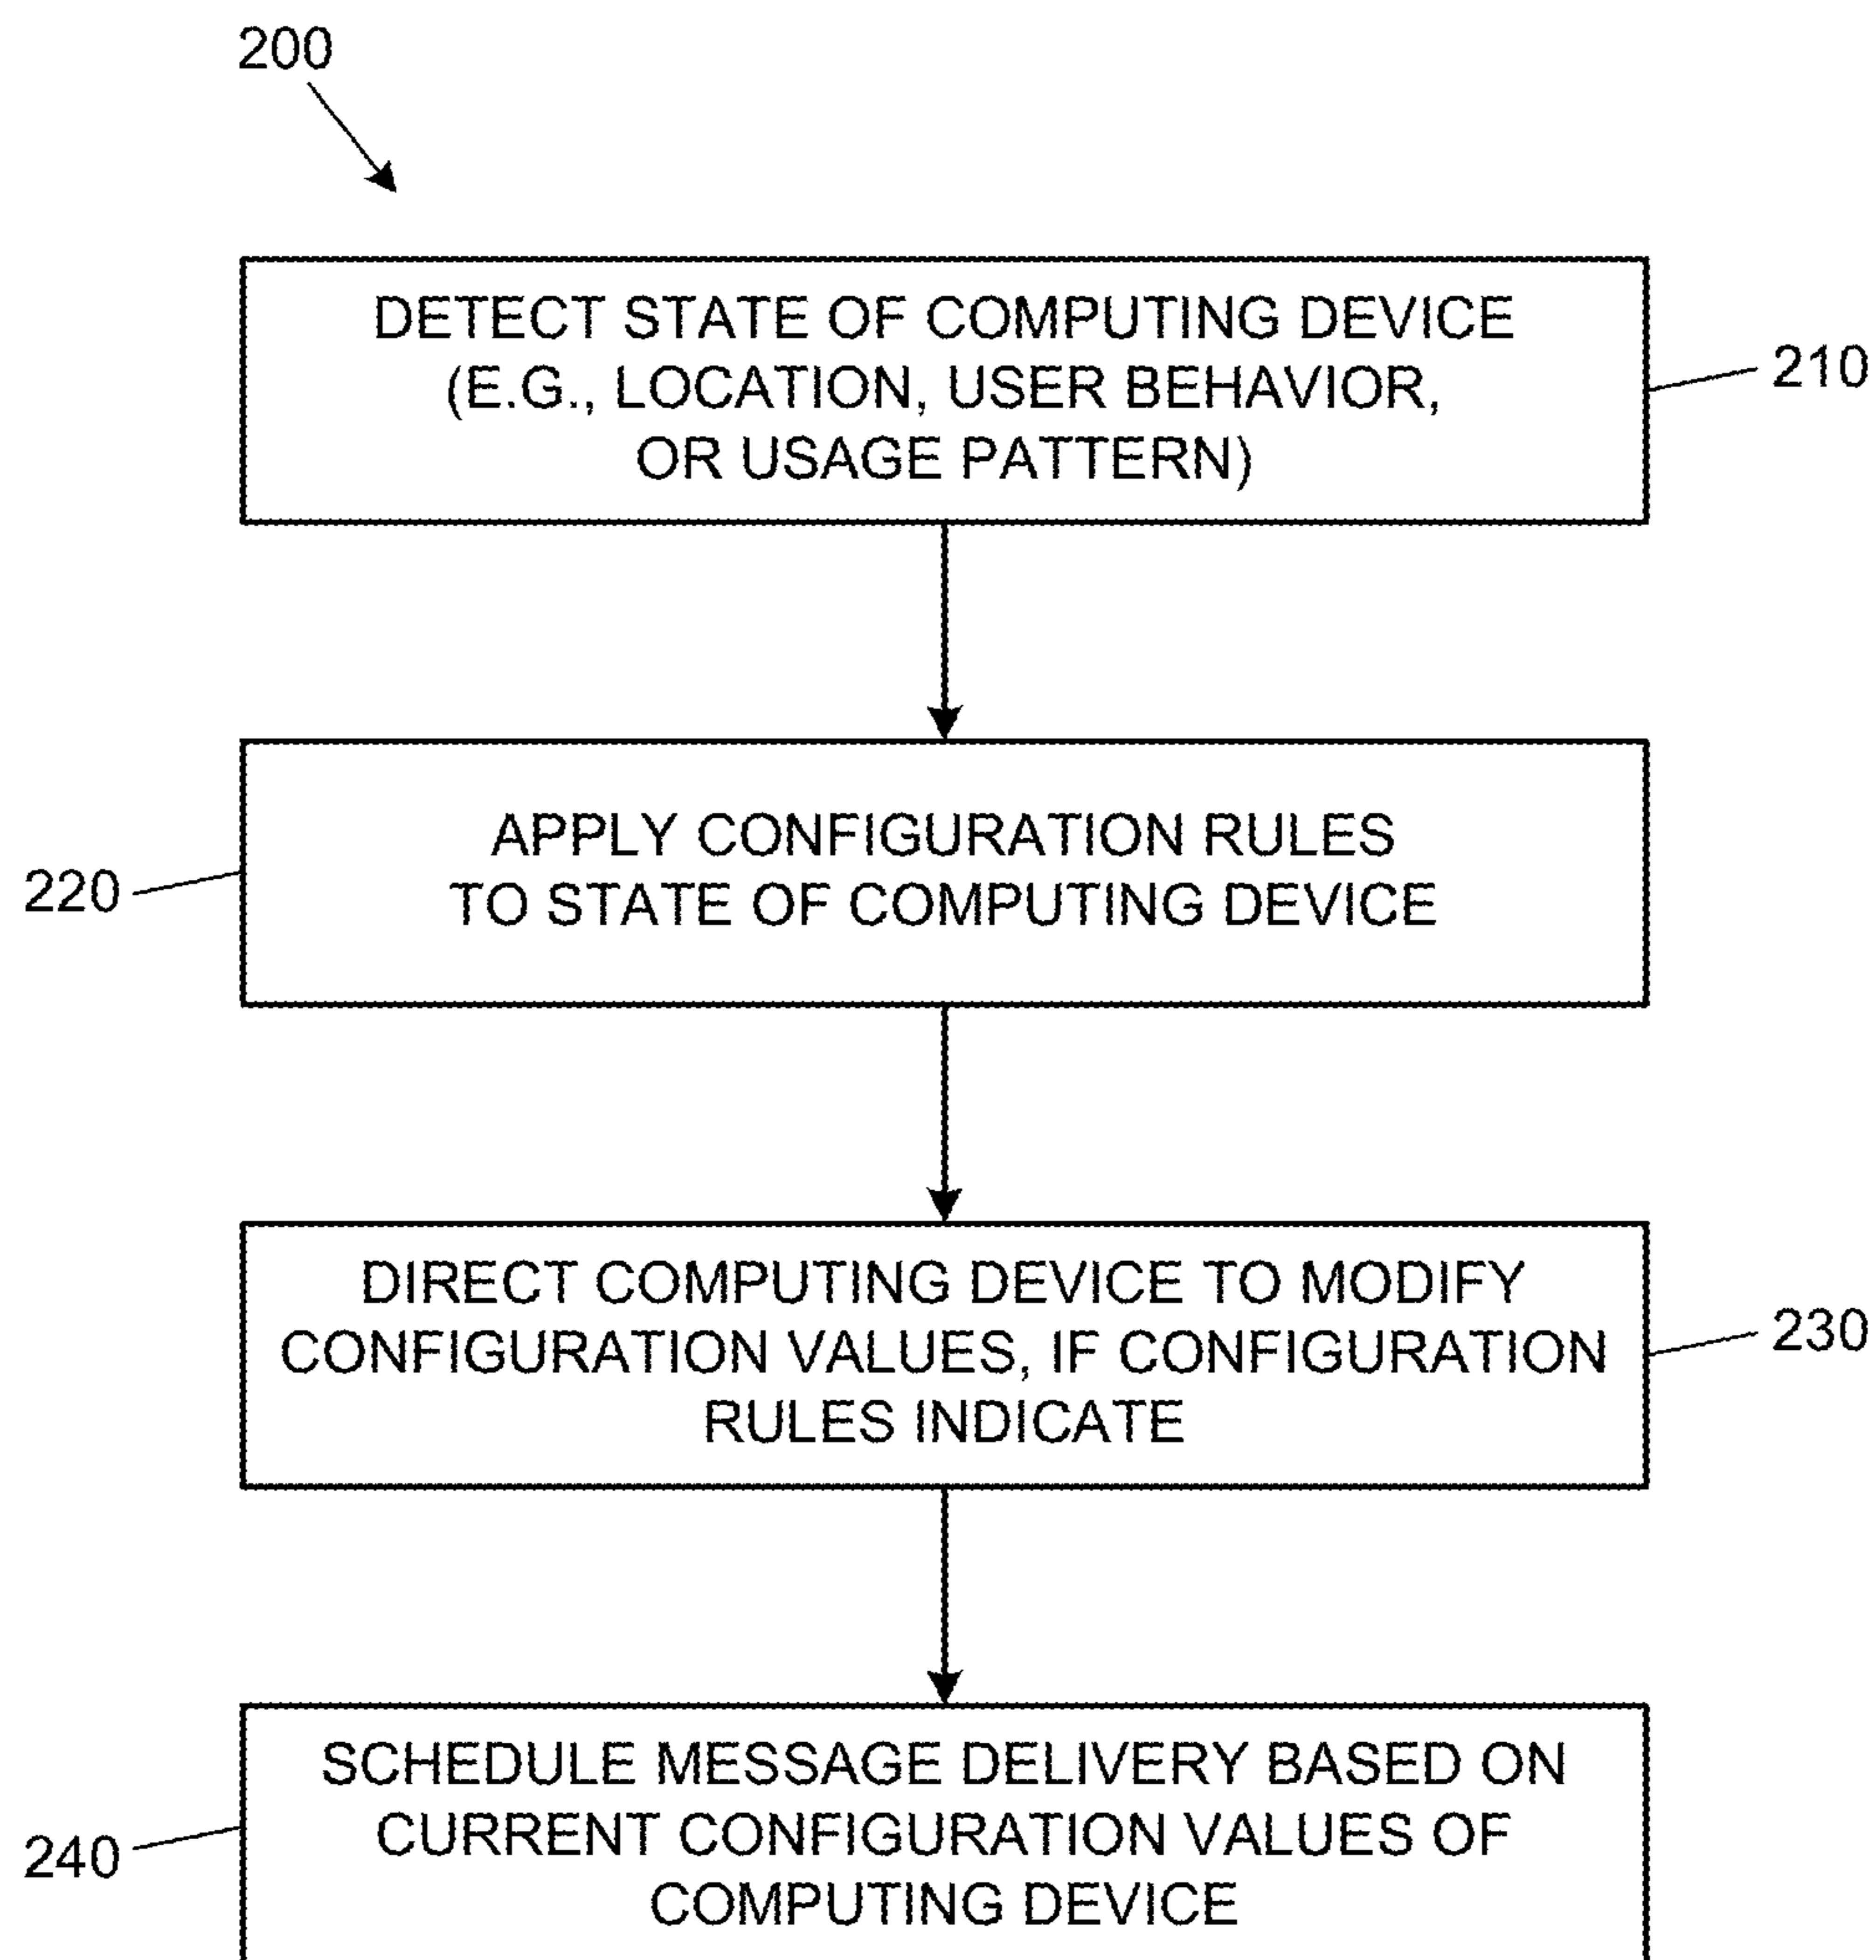 200
DETECT STATE OF COMPUTING DEVICE
(E.G., LOCATION, USER BEHAVIOR,
OR USAGE PATTERN)
210
APPLY CONFIGURATION RULES
TO STATE OF COMPUTING DEVICE
220
DIRECT COMPUTING DEVICE TO MODIFY
CONFIGURATION VALUES, IF CONFIGURATION
RULES INDICATE
230
SCHEDULE MESSAGE DELIVERY BASED ON
CURRENT CONFIGURATION VALUES OF
COMPUTING DEVICE
240